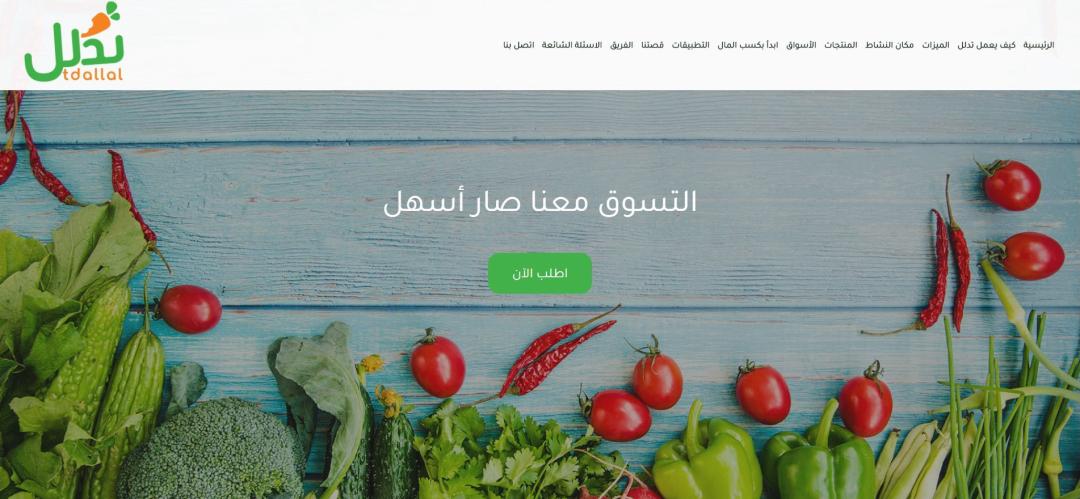 الرئيسية كيف يعمل تدلل الميزات مكان النشاط المنتجات الأسواق ابدأ بكسب المال التطبيقات قصتنا الفريق الاسئلة الشائعة اتصل بنا
تدلل
tdallal
التسوق معنا صار أسهل
اطلب الآن